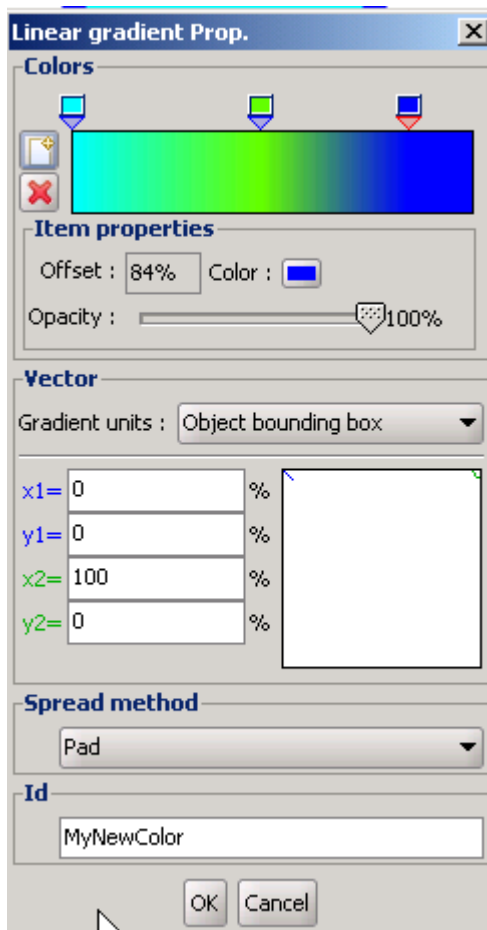 Linear gradient Prop.
Colors
Item properties
Offset : 84% Color :
Opacity : 100%
Vector
Gradient units : Object bounding box
x1= 0 %
y1= 0 %
x2= 100 %
y2= 0 %
Spread method
Pad
Id
MyNewColor
OK Cancel